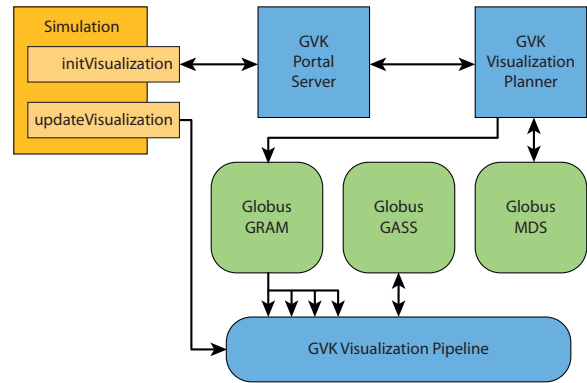 Simulation
initVisualization
updateVisualization
GVK
Portal
Server
GVK
Visualization
Planner
Globus
GRAM
Globus
GASS
Globus
MDS
GVK Visualization Pipeline